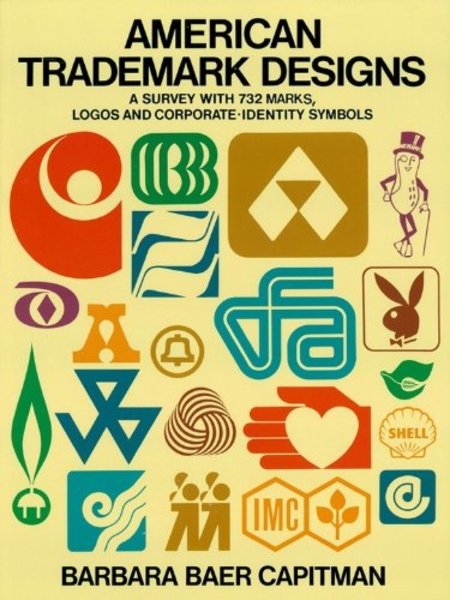 AMERICAN
TRADEMARK DESIGNS
A SURVEY WITH 732 MARKS,
LOGOS AND CORPORATE-IDENTITY SYMBOLS
SHELL
IMC
BARBARA BAER CAPITMAN